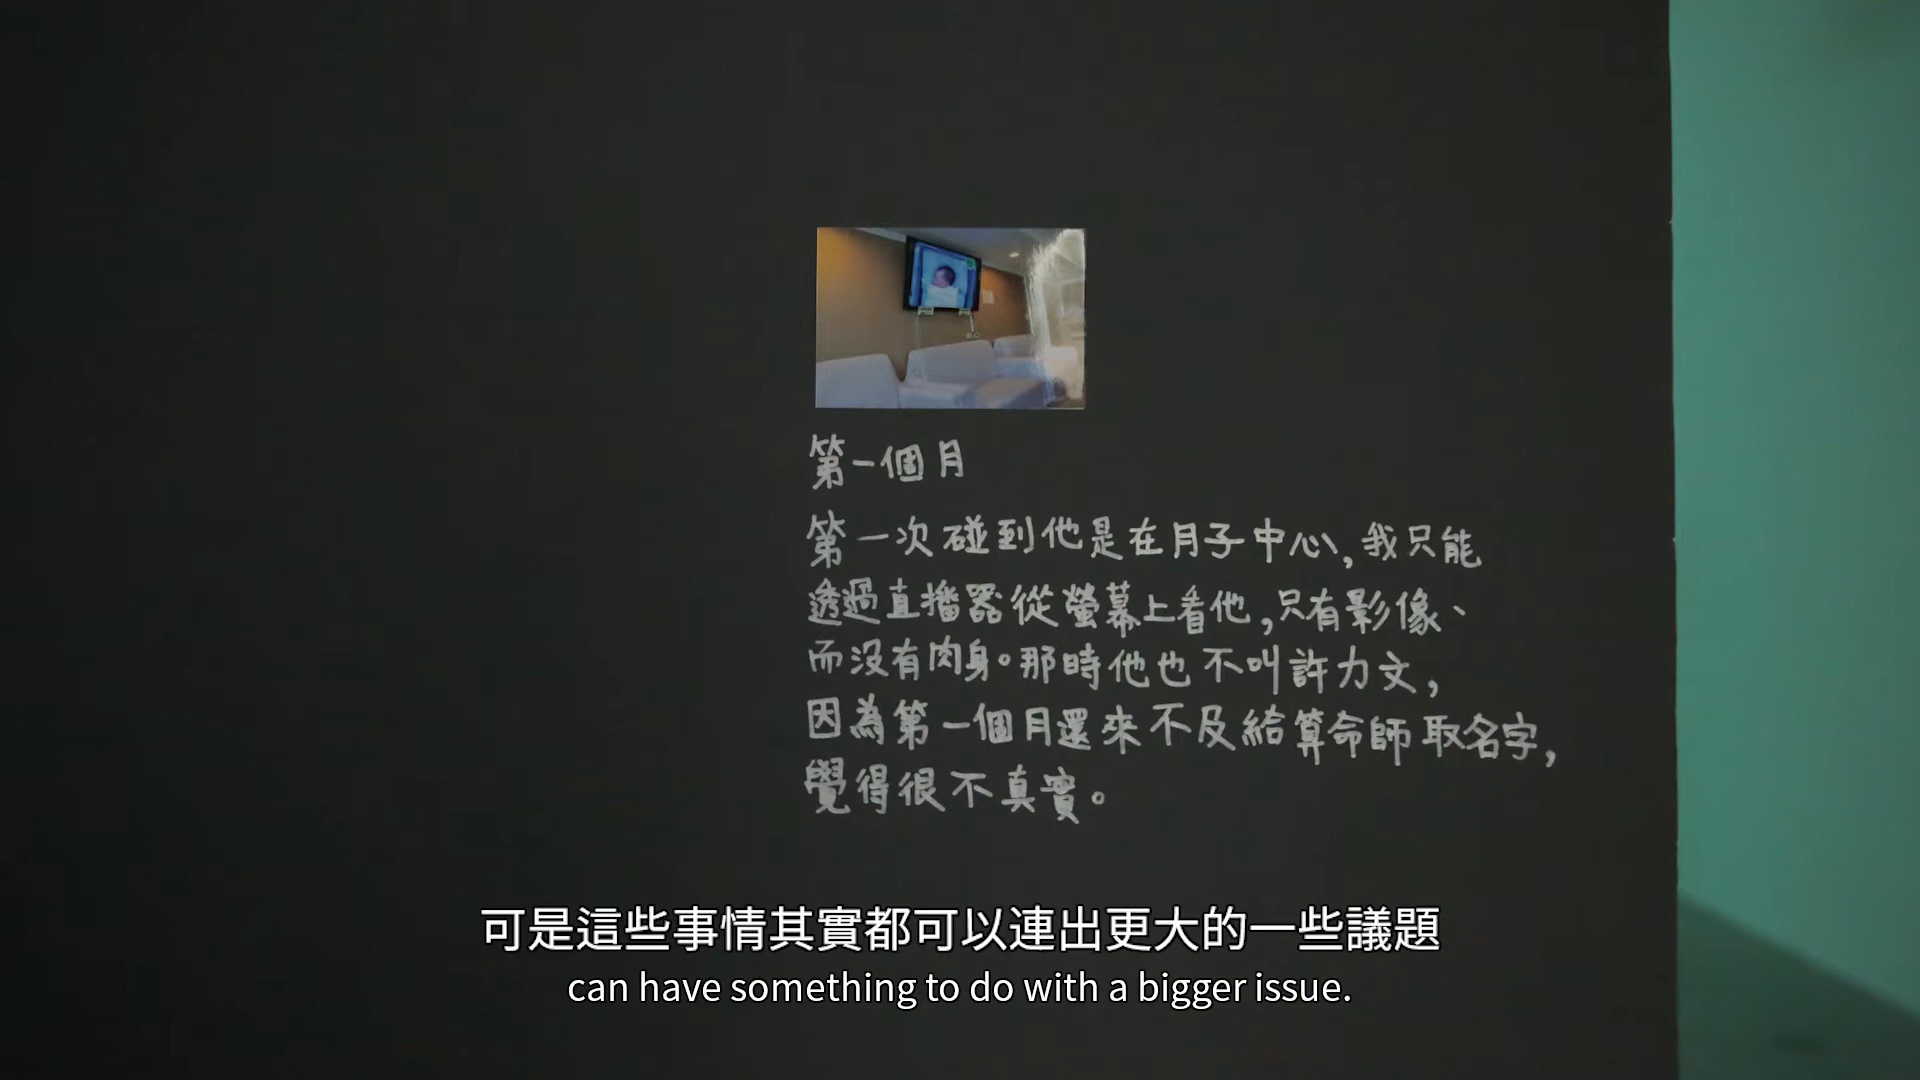 第一個月
第一次碰到他是在月子中心,我只能
透過直播器從螢幕上看他,只有影像、
而沒有肉身。那時他也不叫許力文,
因為第一個月還來不及給算命師取名字,
覺得很不真實。
可是這些事情其實都可以連出更大的一些議題
can have something to do with a bigger issue.